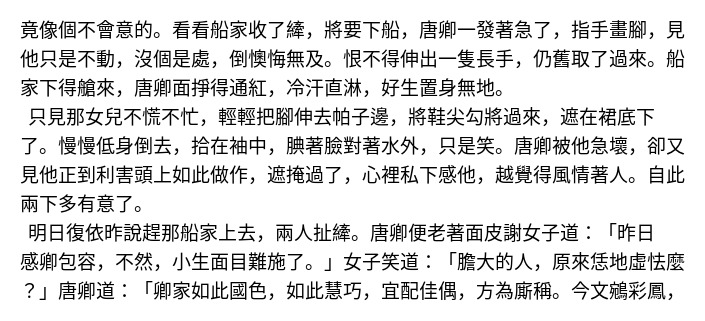 竟像個不會意的。看看船家收了縴，將要下船，唐卿一發著急了，指手畫腳，見
他只是不動，沒個是處，倒懊悔無及。恨不得伸出一隻長手，仍舊取了過來。船
家下得艙來，唐卿面掙得通紅，冷汗直淋，好生置身無地。
只見那女兒不慌不忙，輕輕把腳伸去帕子邊，將鞋尖勾將過來，遮在裙底下
了。慢慢低身倒去，拾在袖中，腆著臉對著水外，只是笑。唐卿被他急壞，卻又
見他正到利害頭上如此做作，遮掩過了，心裡私下感他，越覺得風情著人。自此
兩下多有意了。
明日復依昨說趕那船家上去，兩人扯縴。唐卿便老著面皮謝女子道：「昨日
感卿包容，不然，小生面目難施了。」女子笑道：「膽大的人，原來恁地虛怯麼
？」唐卿道：「卿家如此國色，如此慧巧，宜配佳偶，方為廝稱。今文鵷彩鳳，